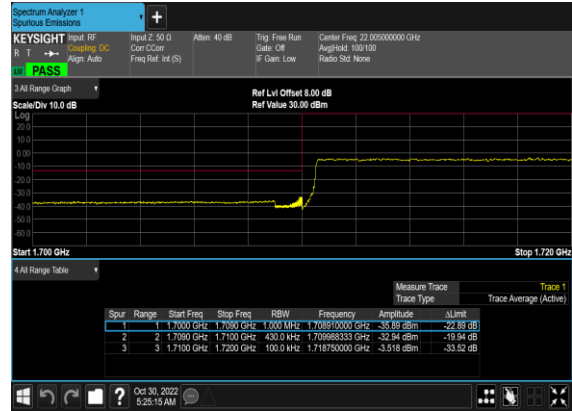 Spectrum Analyzer 1
Spurious Emissions
KEYSIGHT Input: RF Input Z: 50 Ω Atten: 40 dB Trig: Free Run Center Freq: 22.005000000 GHz
R T Coupling: DC Corr CCorr Gate: Off Avg|Hold: 100/100
Align: Auto Freq Ref: Int (S) IF Gain: Low Radio Std: None
PASS
3 All Range Graph
Ref Lvl Offset 8.00 dB
Scale/Div 10.0 dB Ref Value 30.00 dBm
Log
20.0
10.0
0.00
-10.0
-20.0
-30.0
-40.0
-50.0
-60.0
Start 1.700 GHz Stop 1.720 GHz
4 All Range Table
Measure Trace Trace 1
Trace Type Trace Average (Active)
Spur Range Start Freq Stop Freq RBW Frequency Amplitude ΔLimit
1 1 1.7000 GHz 1.7090 GHz 1.000 MHz 1.708910000 GHz -35.89 dBm -22.89 dB
2 2 1.7090 GHz 1.7100 GHz 430.0 kHz 1.709988333 GHz -32.94 dBm -19.94 dB
3 3 1.7100 GHz 1.7200 GHz 100.0 kHz 1.718750000 GHz -3.518 dBm -33.52 dB
? Oct 30, 2022
5:25:15 AM